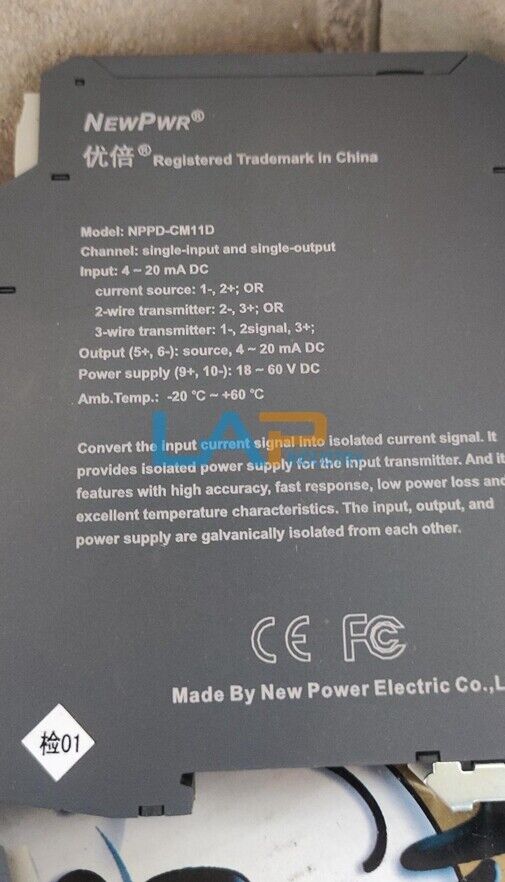 NEWPWR®
优倍® Registered Trademark in China
Model: NPPD-CM11D
Channel: single-input and single-output
Input: 4 ~ 20 mA DC
current source: 1-, 2+; OR
2-wire transmitter: 2-, 3+; OR
3-wire transmitter: 1-, 2signal, 3+;
Output (5+, 6-): source, 4 ~ 20 mA DC
Power supply (9+, 10-): 18 ~ 60 V DC
Amb.Temp.: -20 °C ~ +60 °C
LAP
Convert the input current signal into isolated current signal. It
provides isolated power supply for the input transmitter. And it
features with high accuracy, fast response, low power loss and
excellent temperature characteristics. The input, output, and
power supply are galvanically isolated from each other.
CE FC
Made By New Power Electric Co.,L
检01